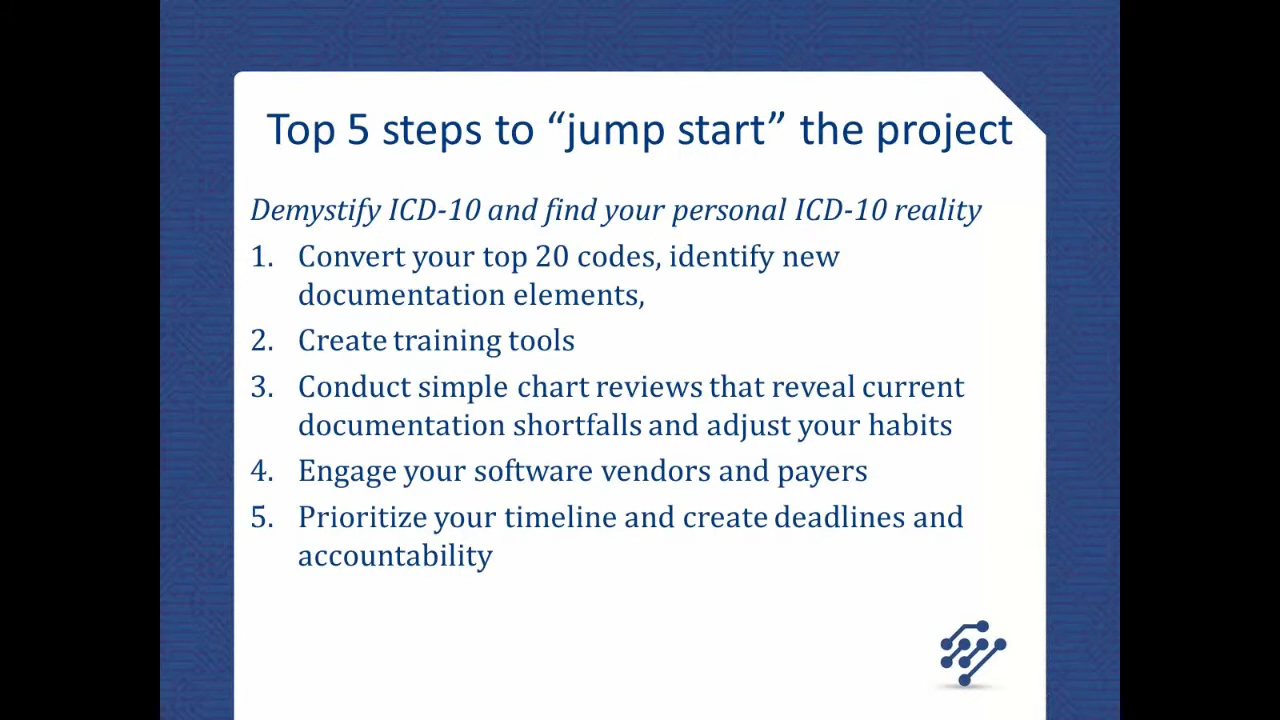 Top 5 steps to “jump start” the project
Demystify ICD-10 and find your personal ICD-10 reality
1. Convert your top 20 codes, identify new
documentation elements,
2. Create training tools
3. Conduct simple chart reviews that reveal current
documentation shortfalls and adjust your habits
4. Engage your software vendors and payers
5. Prioritize your timeline and create deadlines and
accountability